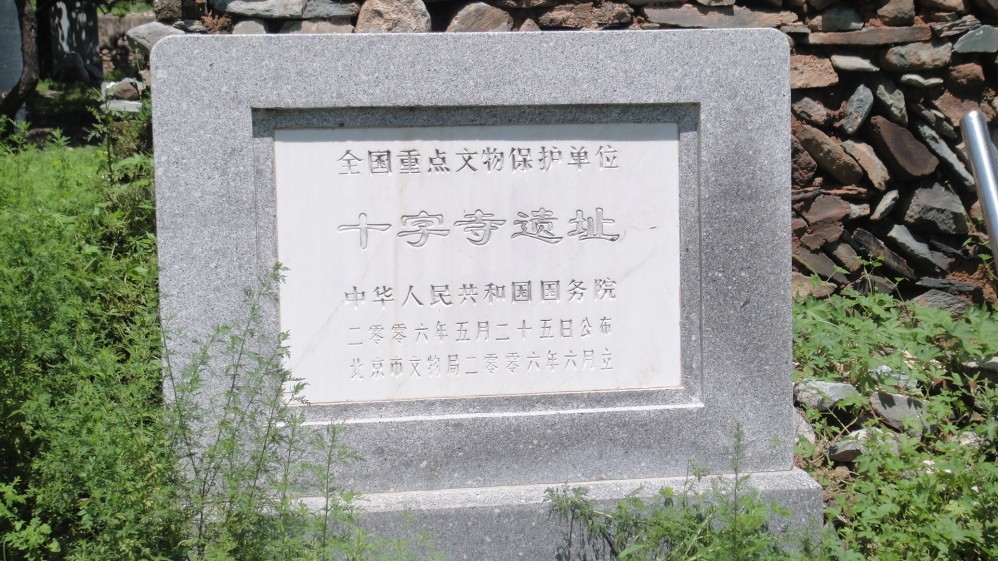 全国重点文物保护单位
十字寺遗址
中华人民共和国国务院
二零零六年五月二十五日公布
北京市文物局二零零六年六月立